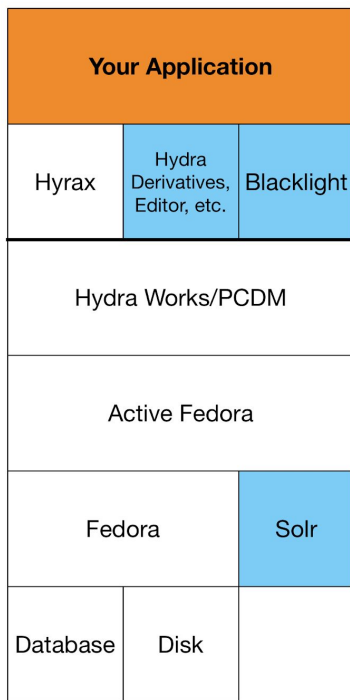 Your Application
Hyrax
Hydra
Derivatives,
Editor, etc.
Blacklight
Hydra Works/PCDM
Active Fedora
Fedora
Solr
Database
Disk